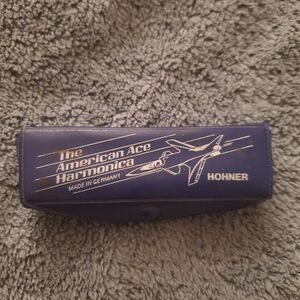 The
American Ace
Harmonica
MADE IN GERMANY
HOHNER